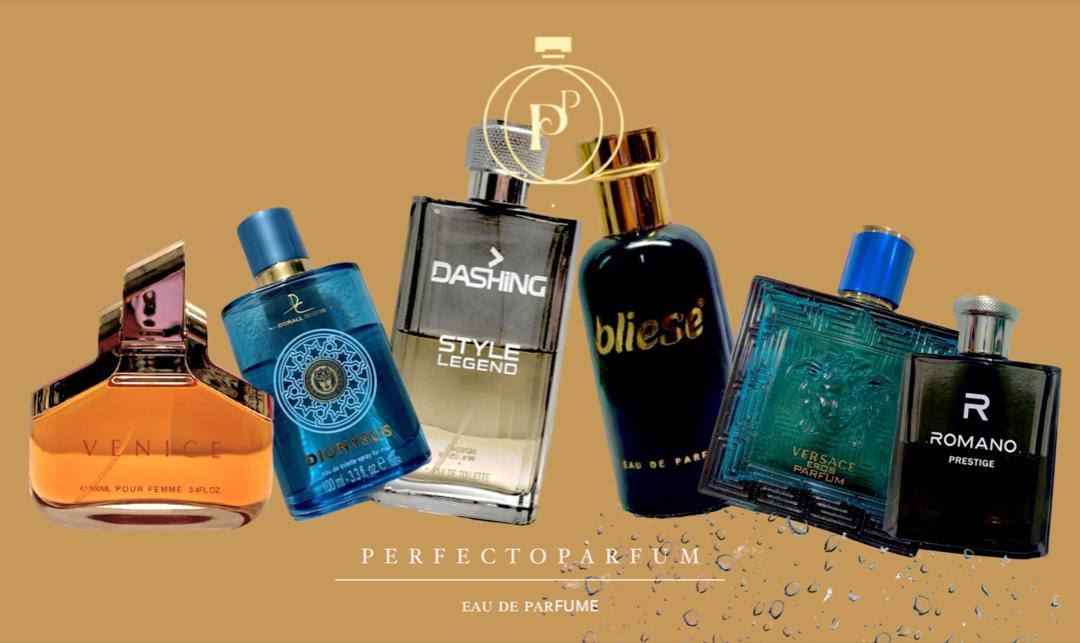 PP
VENICE
℗100ML POUR FEMME 3.4FL.OZ.
DC
DORALL COLLECTION
DIONYSUS
eau de toilette spray for men
100 ml - 3.3 fl. oz ℮
DASHING
STYLE
LEGEND
EAU DE TOILETTE
bliese
EAU DE PARF
VERSACE
EROS
PARFUM
R
ROMANO
PRESTIGE
PERFECTOPARFUM
EAU DE PARFUME